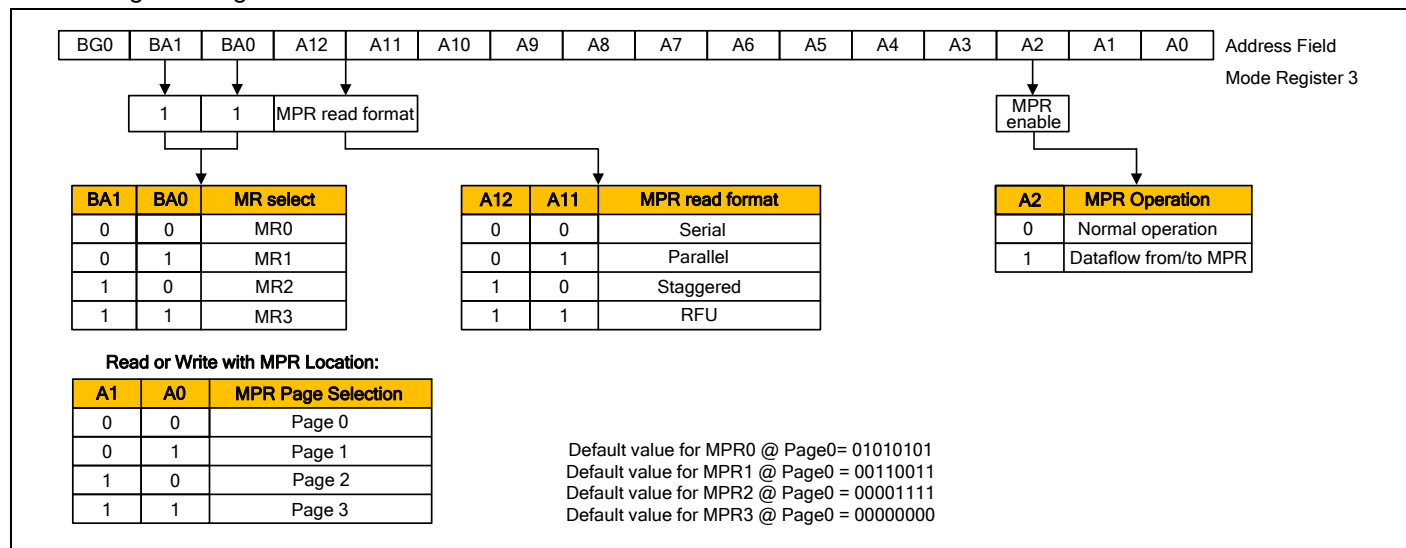 BG0 BA1 BA0 A12 A11 A10 A9 A8 A7 A6 A5 A4 A3 A2 A1 A0 Address Field
Mode Register 3
1 1 MPR read format
MPR
enable
BA1 BA0 MR select
0 0 MR0
0 1 MR1
1 0 MR2
1 1 MR3
A12 A11 MPR read format
0 0 Serial
0 1 Parallel
1 0 Staggered
1 1 RFU
A2 MPR Operation
0 Normal operation
1 Dataflow from/to MPR
Read or Write with MPR Location:
A1 A0 MPR Page Selection
0 0 Page 0
0 1 Page 1
1 0 Page 2
1 1 Page 3
Default value for MPR0 @ Page0= 01010101
Default value for MPR1 @ Page0 = 00110011
Default value for MPR2 @ Page0 = 00001111
Default value for MPR3 @ Page0 = 00000000